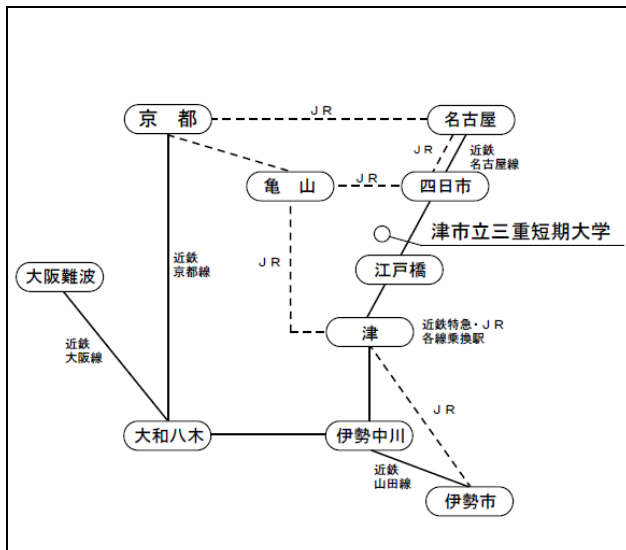 JR
京 都
名古屋
JR
近鉄
名古屋線
亀 山
JR
四日市
津市立三重短期大学
近鉄
京都線
JR
大阪難波
江戸橋
津
近鉄特急・JR
各線乗換駅
近鉄
大阪線
JR
大和八木
伊勢中川
近鉄
山田線
伊勢市